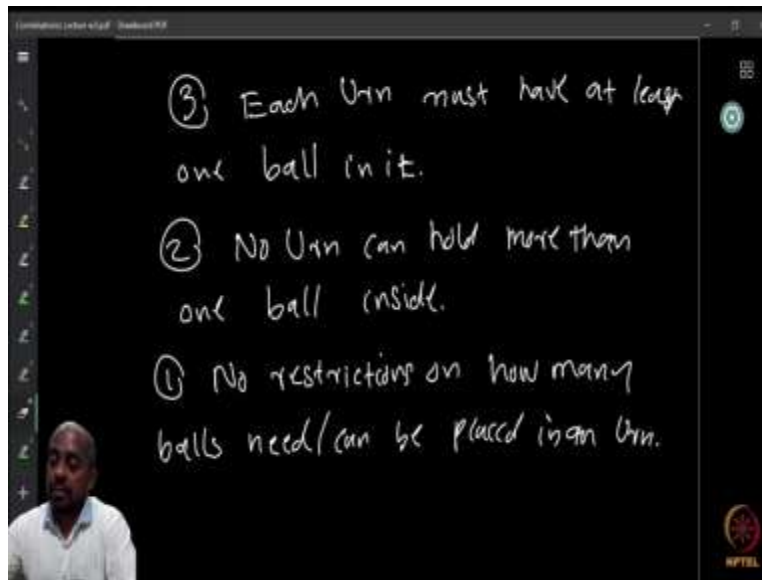 ③ Each Urn must have at least
one ball in it.
② No Urn can hold more than
one ball inside.
① No restrictions on how many
balls need/can be placed in an Urn.
NPTEL